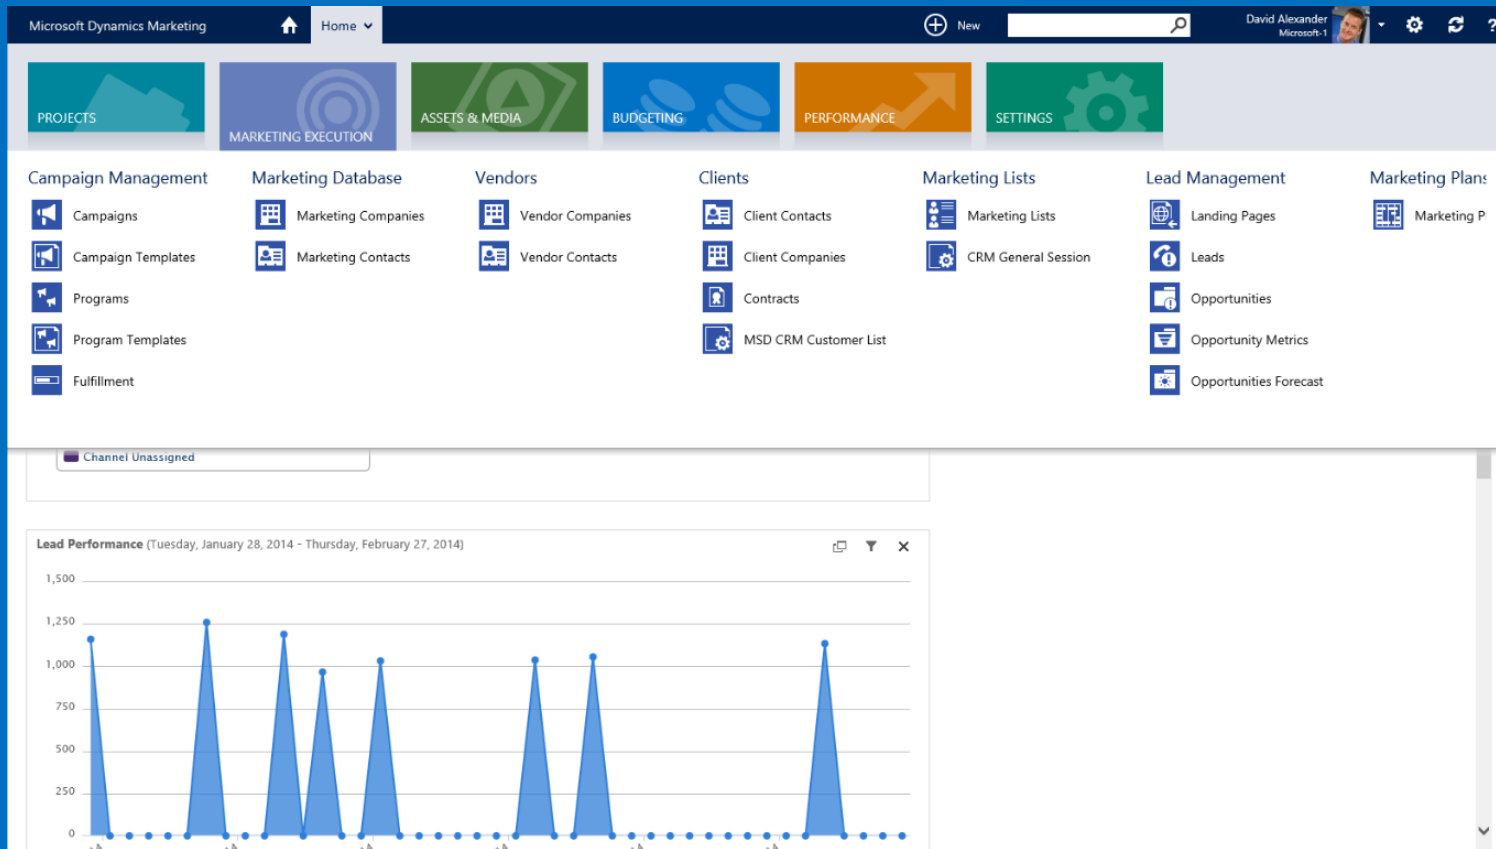 Microsoft Dynamics Marketing
Home
New
David Alexander
Microsoft-1
?
PROJECTS
MARKETING EXECUTION
ASSETS & MEDIA
BUDGETING
PERFORMANCE
SETTINGS
Campaign Management
Campaigns
Campaign Templates
Programs
Program Templates
Fulfillment
Marketing Database
Marketing Companies
Marketing Contacts
Vendors
Vendor Companies
Vendor Contacts
Clients
Client Contacts
Client Companies
Contracts
MSD CRM Customer List
Marketing Lists
Marketing Lists
CRM General Session
Lead Management
Landing Pages
Leads
Opportunities
Opportunity Metrics
Opportunities Forecast
Marketing Plans
Marketing Pl
Channel Unassigned
Lead Performance (Tuesday, January 28, 2014 - Thursday, February 27, 2014)
1,500
1,250
1,000
750
500
250
0